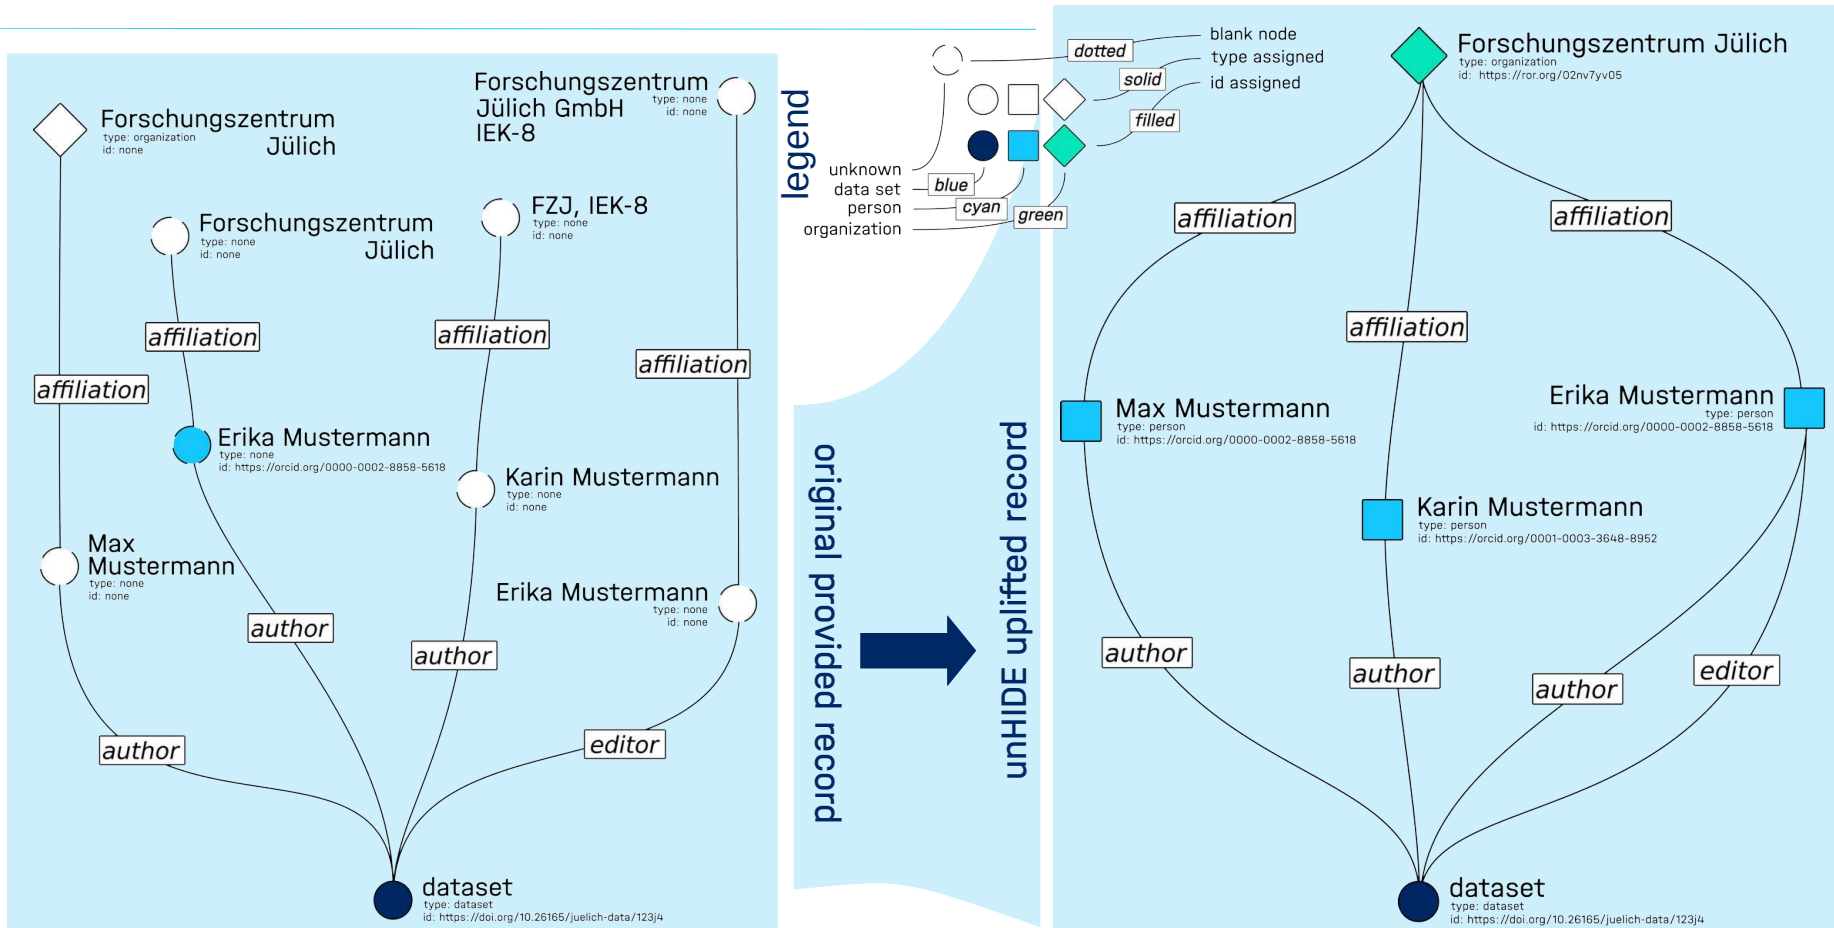 Forschungszentrum
Jülich
type: organization
id: none
Forschungszentrum
Jülich GmbH
IEK-8
type: none
id: none
Forschungszentrum
Jülich
type: none
id: none
FZJ, IEK-8
type: none
id: none
affiliation
affiliation
affiliation
affiliation
Erika Mustermann
type: none
id: https://orcid.org/0000-0002-8858-5618
Karin Mustermann
type: none
id: none
Max
Mustermann
type: none
id: none
Erika Mustermann
type: none
id: none
author
author
author
editor
dataset
type: dataset
id: https://doi.org/10.26165/juelich-data/123j4
legend
dotted
solid
filled
blank node
type assigned
id assigned
unknown
data set
person
organization
blue
cyan
green
original provided record
unHIDE uplifted record
Forschungszentrum Jülich
type: organization
id: https://ror.org/02nv7yv05
affiliation
affiliation
affiliation
Max Mustermann
type: person
id: https://orcid.org/0000-0002-8858-5618
Erika Mustermann
type: person
id: https://orcid.org/0000-0002-8858-5618
Karin Mustermann
type: person
id: https://orcid.org/0001-0003-3648-8952
author
author
author
editor
dataset
type: dataset
id: https://doi.org/10.26165/juelich-data/123j4